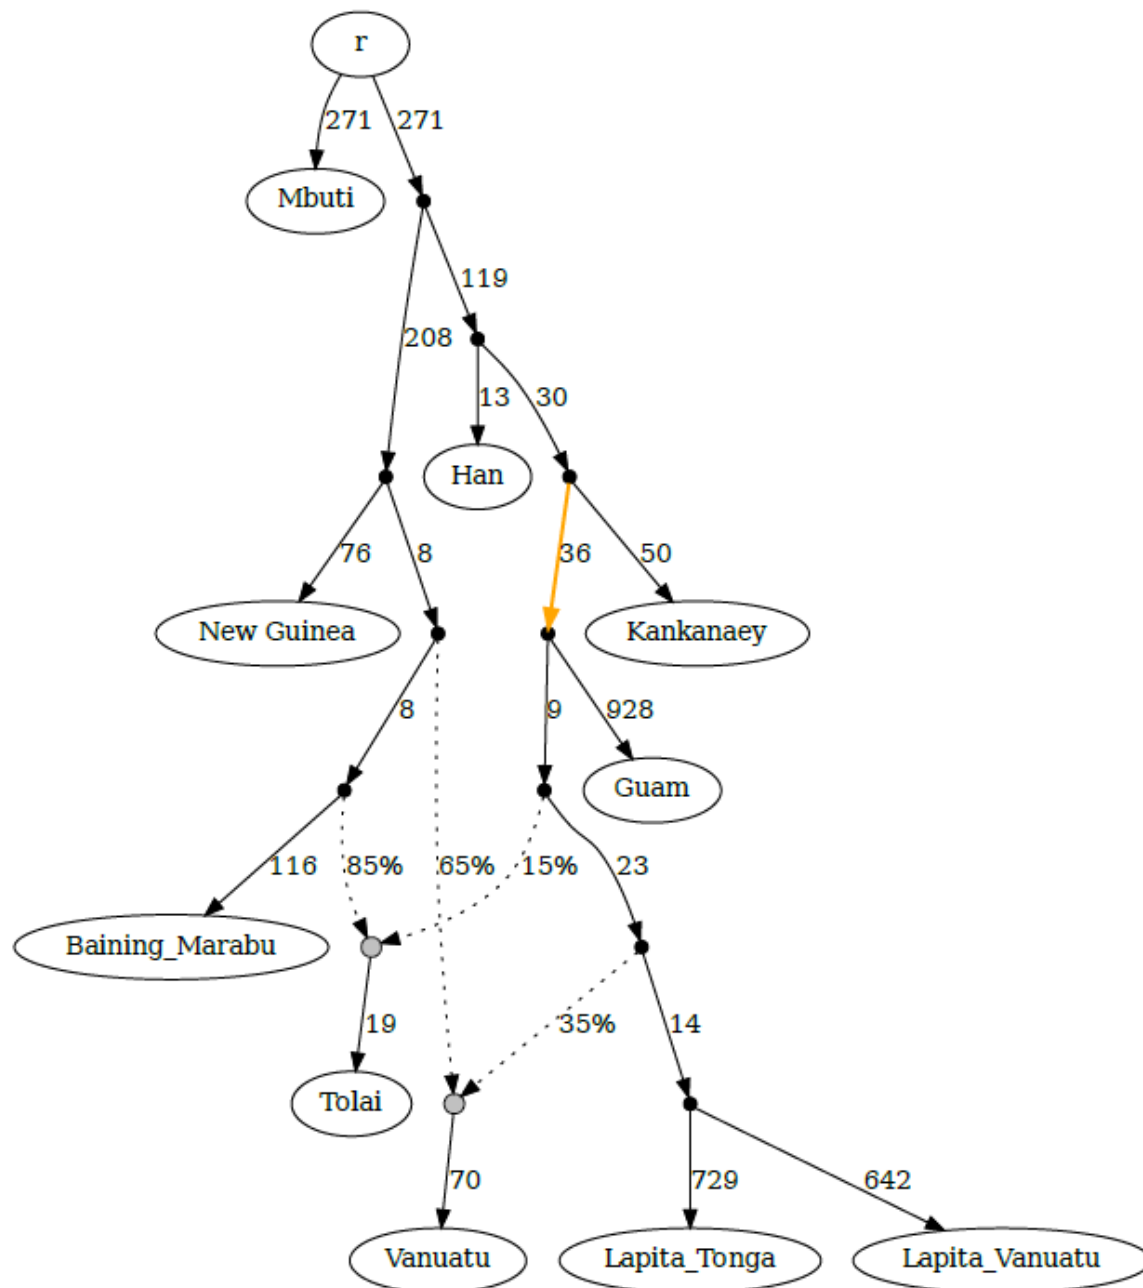 r
271 271
Mbuti
119
208
13 30
Han
76 8 36 50
New Guinea Kankanaey
8 9 928
Guam
116 85% 65% 15% 23
Baining_Marabu
19 35% 14
Tolai
70 729 642
Vanuatu Lapita_Tonga Lapita_Vanuatu